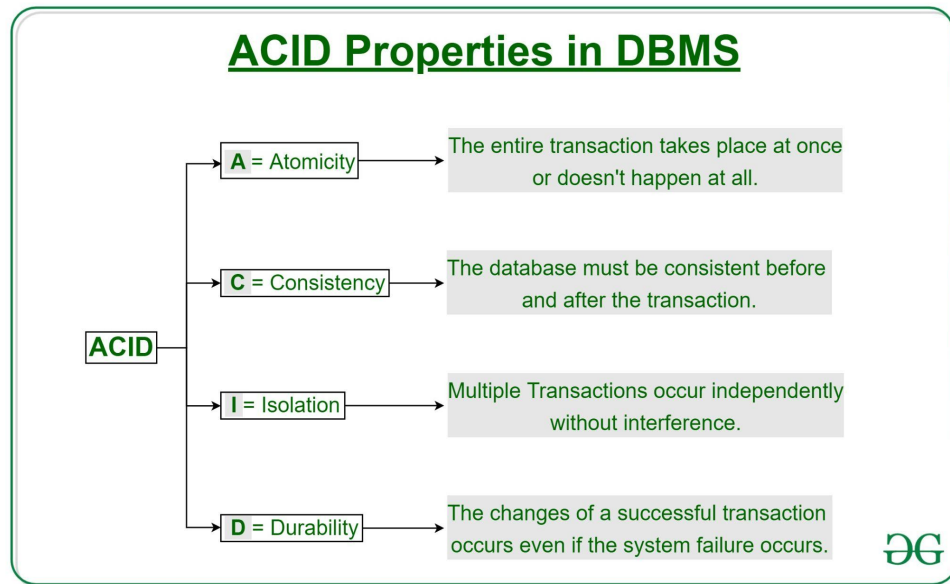 ACID Properties in DBMS
A = Atomicity
The entire transaction takes place at once
or doesn't happen at all.
C = Consistency
The database must be consistent before
and after the transaction.
ACID
I = Isolation
Multiple Transactions occur independently
without interference.
D = Durability
The changes of a successful transaction
occurs even if the system failure occurs.